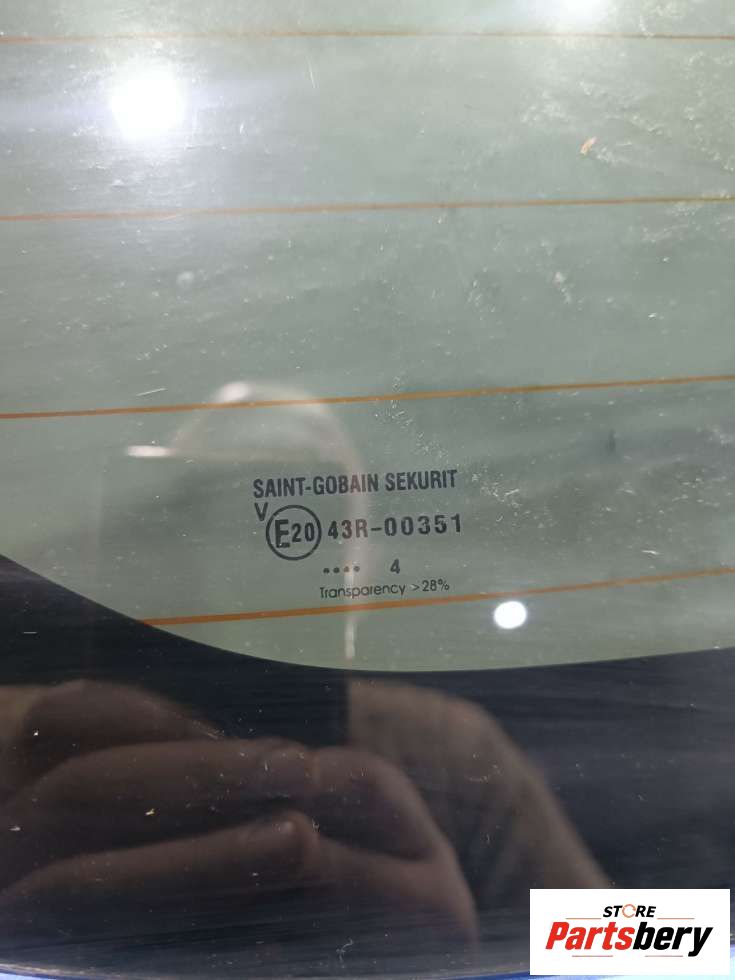 SAINT-GOBAIN SEKURIT
V
E20 43R-00351
.... 4
Transparency >28%
STORE
Partsbery